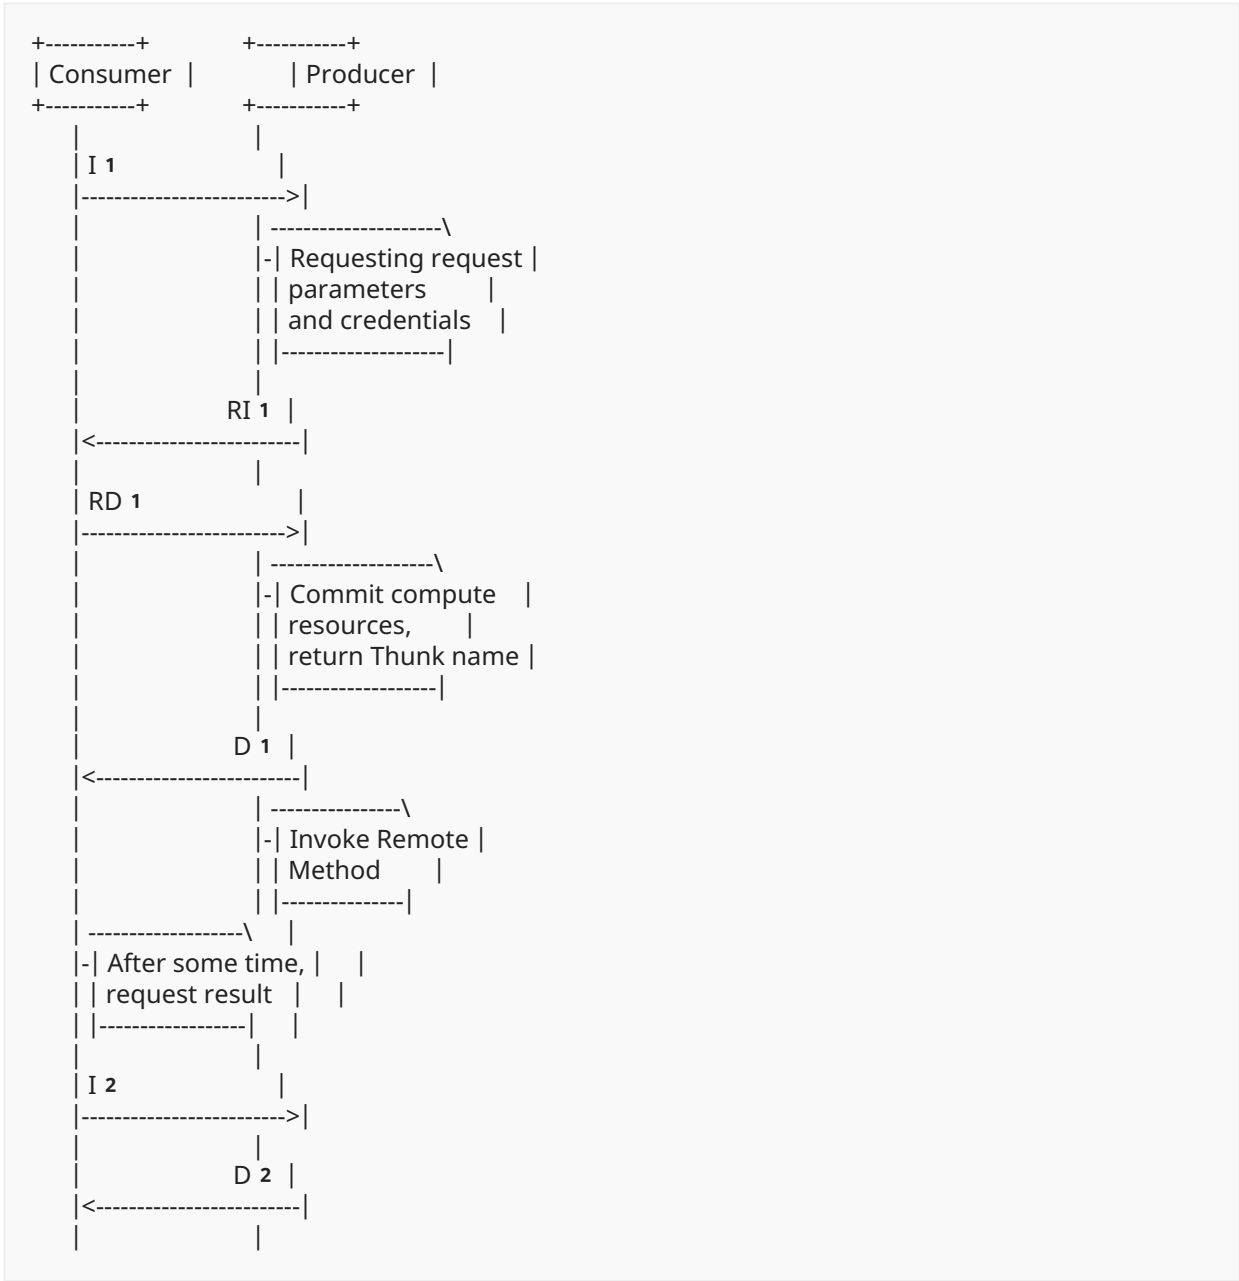 +-----------+ +-----------+
| Consumer | | Producer |
+-----------+ +-----------+
| |
| I 1 |
|------------------------->|
| | ---------------------\
| |-| Requesting request |
| | | parameters |
| | | and credentials |
| | |--------------------|
| |
| RI 1 |
|<-------------------------|
| |
| RD 1 |
|------------------------->|
| | --------------------\
| |-| Commit compute |
| | | resources, |
| | | return Thunk name |
| | |-------------------|
| |
| D 1 |
|<-------------------------|
| | ----------------\
| |-| Invoke Remote |
| | | Method |
| | |---------------|
| -------------------\ |
|-| After some time, | |
| | request result | |
| |------------------| |
| |
| I 2 |
|------------------------->|
| |
| D 2 |
|<-------------------------|
| |